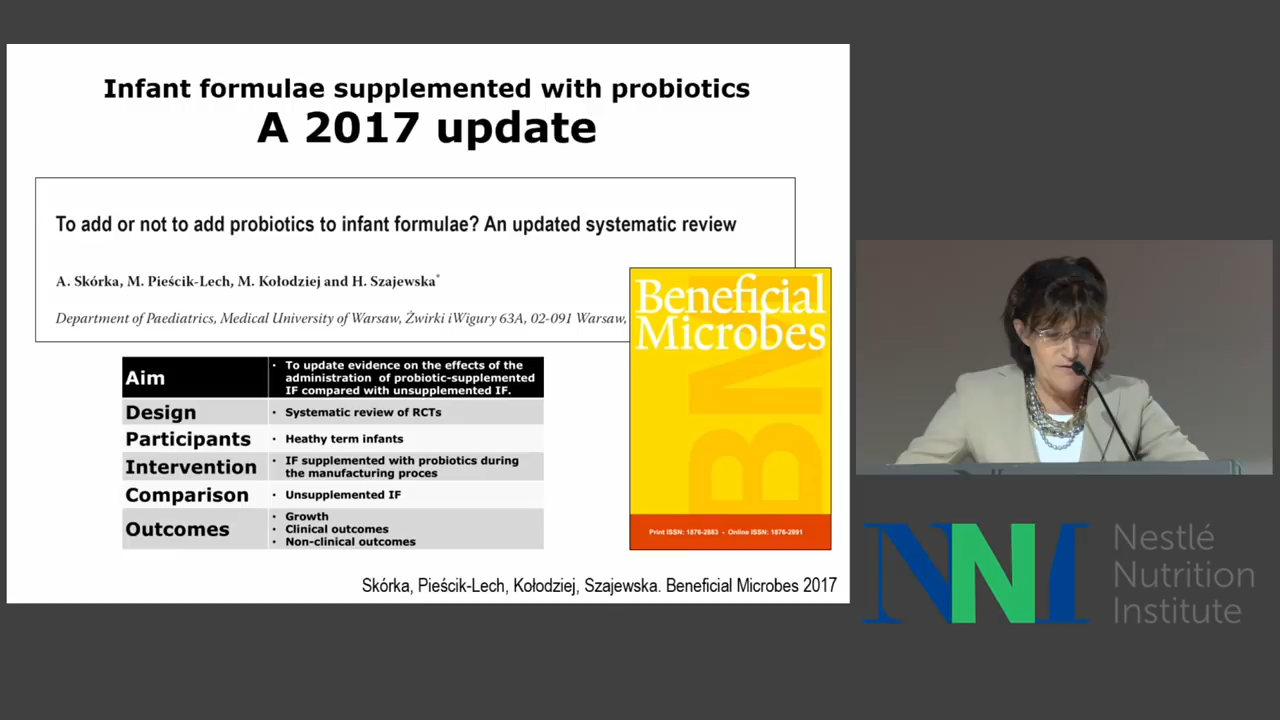 Infant formulae supplemented with probiotics
A 2017 update
To add or not to add probiotics to infant formulae? An updated systematic review
A. Skórka, M. Pieścik-Lech, M. Kołodziej and H. Szajewska*
Department of Paediatrics, Medical University of Warsaw, Żwirki i Wigury 63A, 02-091 Warsaw,
Beneficial
Microbes
BM
Print ISSN: 1876-2883 - Online ISSN: 1876-2891
Aim
• To update evidence on the effects of the
administration of probiotic-supplemented
IF compared with unsupplemented IF.
Design
• Systematic review of RCTs
Participants
• Heathy term infants
Intervention
• IF supplemented with probiotics during
the manufacturing proces
Comparison
• Unsupplemented IF
Outcomes
• Growth
• Clinical outcomes
• Non-clinical outcomes
Skórka, Pieścik-Lech, Kołodziej, Szajewska. Beneficial Microbes 2017
NNI
Nestlé
Nutrition
Institute